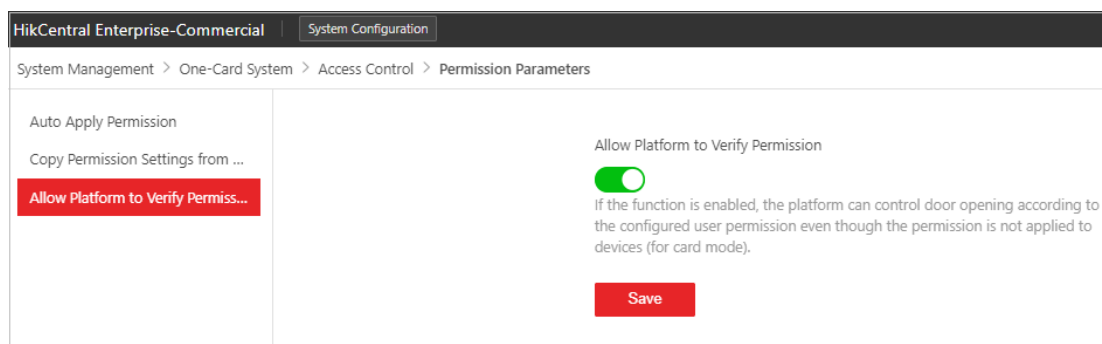 HikCentral Enterprise-Commercial System Configuration
System Management > One-Card System > Access Control > Permission Parameters
Auto Apply Permission
Copy Permission Settings from ...
Allow Platform to Verify Permiss...
Allow Platform to Verify Permission
If the function is enabled, the platform can control door opening according to
the configured user permission even though the permission is not applied to
devices (for card mode).
Save